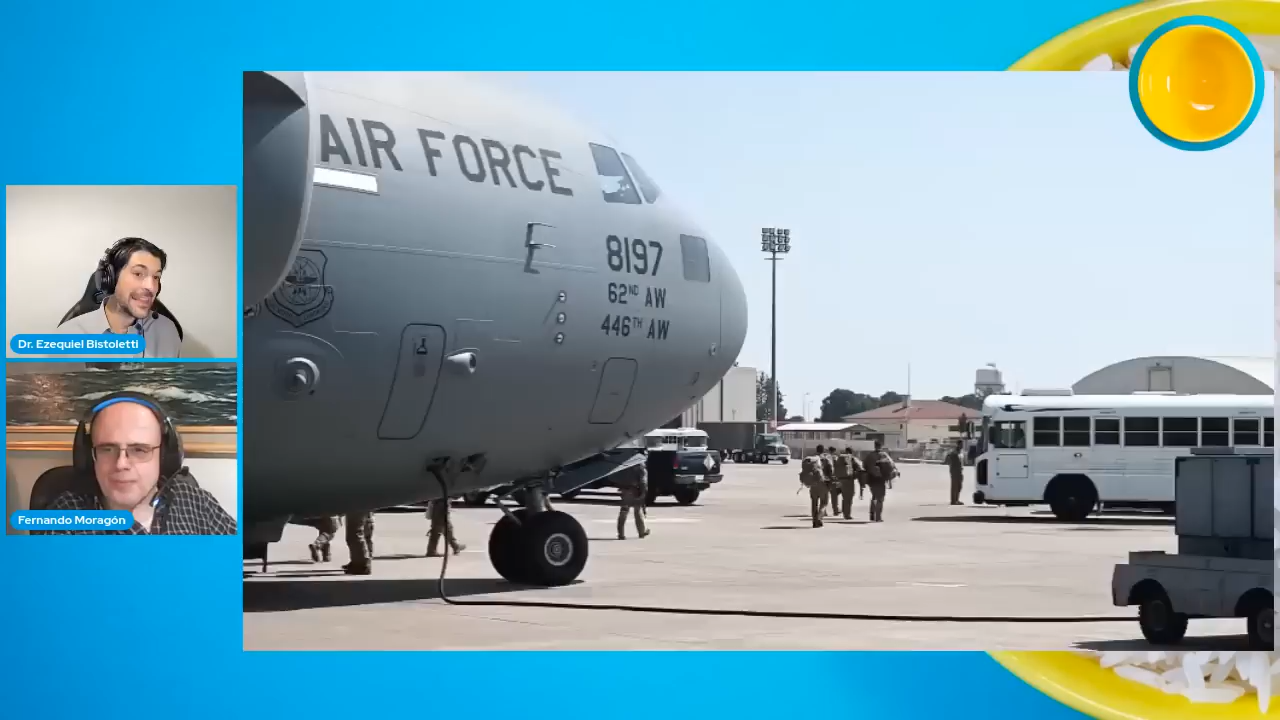 AIR FORCE
8197
62ND AW
446TH AW
Dr. Ezequiel Bistoletti
Fernando Moragón